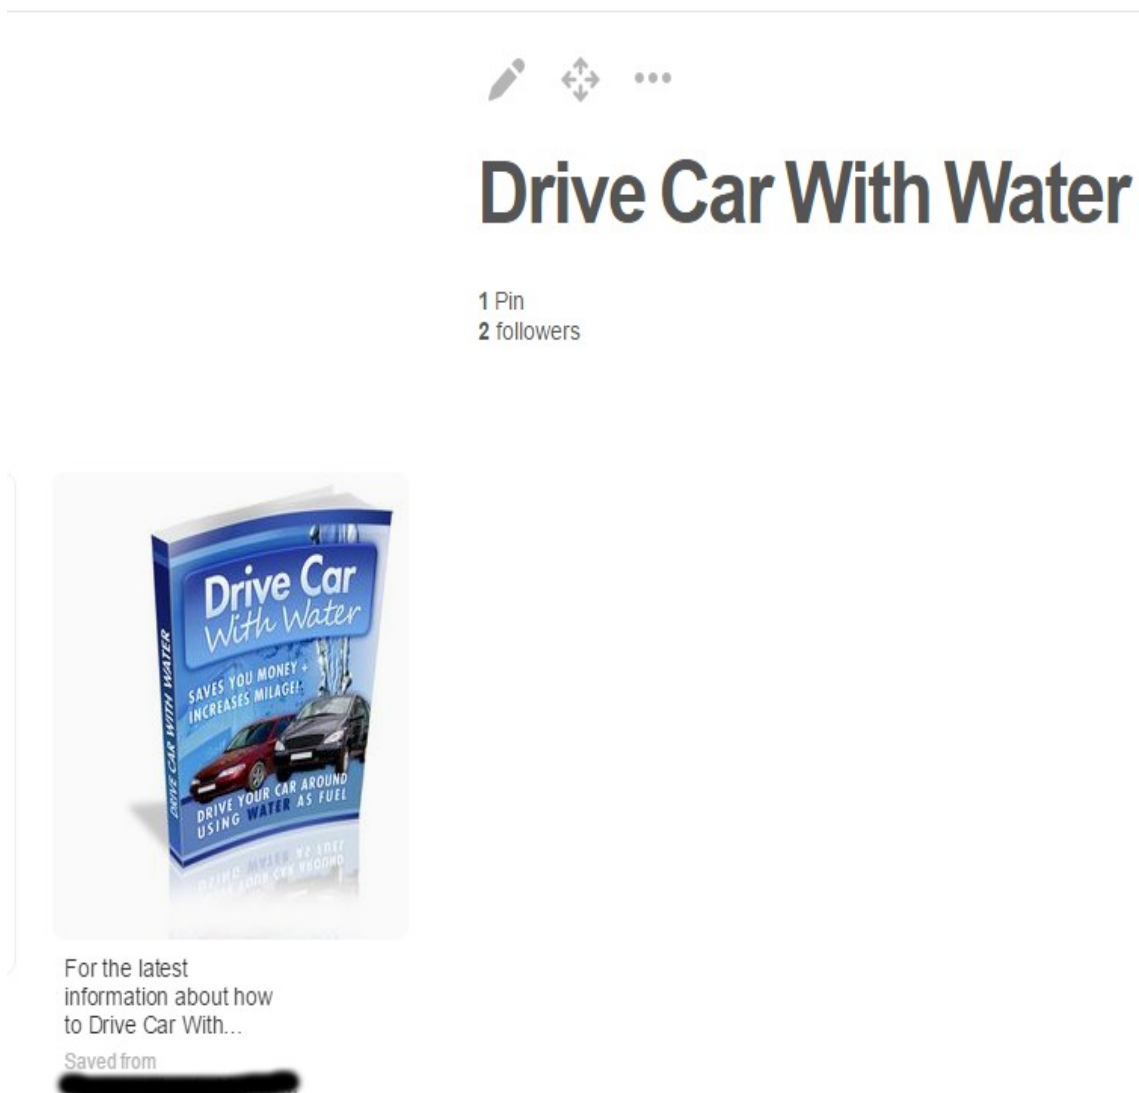 Drive Car With Water
1 Pin
2 followers
Drive Car
With Water
SAVES YOU MONEY +
INCREASES MILAGE!
DRIVE YOUR CAR AROUND
USING WATER AS FUEL
DRIVE CAR WITH WATER
For the latest
information about how
to Drive Car With...
Saved from